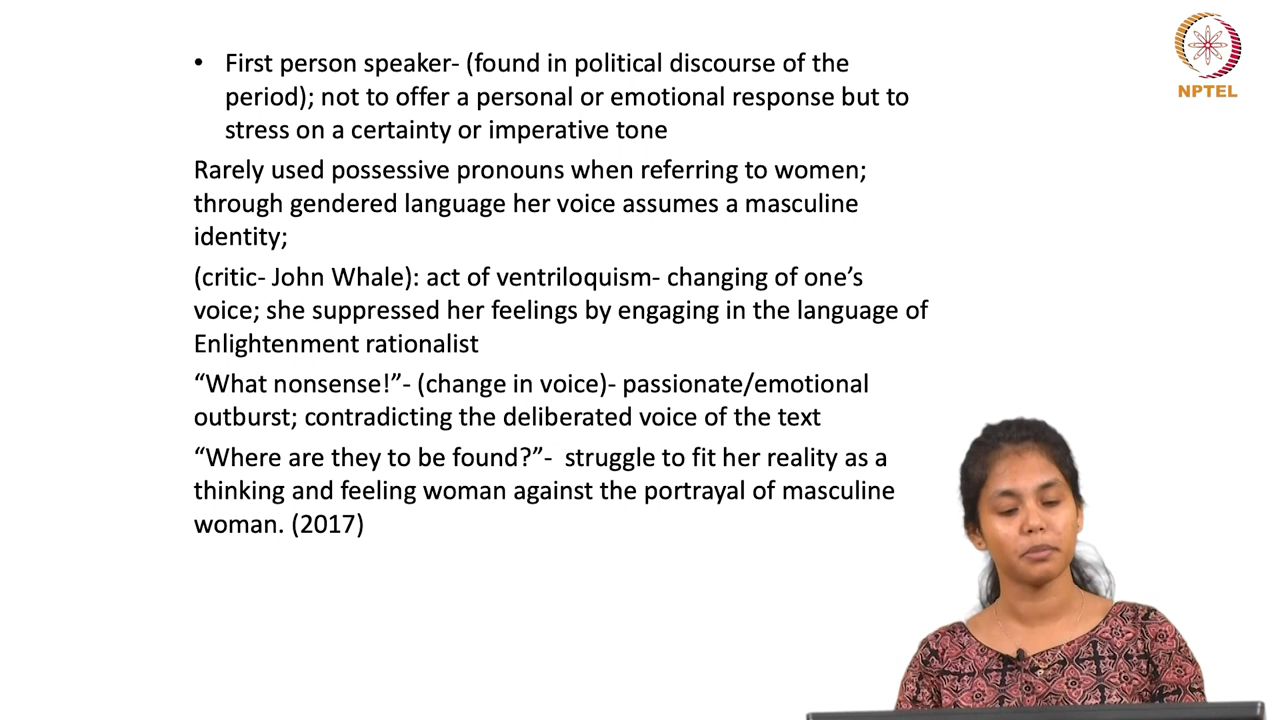 • First person speaker- (found in political discourse of the
period); not to offer a personal or emotional response but to
stress on a certainty or imperative tone
Rarely used possessive pronouns when referring to women;
through gendered language her voice assumes a masculine
identity;
(critic- John Whale): act of ventriloquism- changing of one’s
voice; she suppressed her feelings by engaging in the language of
Enlightenment rationalist
“What nonsense!”- (change in voice)- passionate/emotional
outburst; contradicting the deliberated voice of the text
“Where are they to be found?”- struggle to fit her reality as a
thinking and feeling woman against the portrayal of masculine
woman. (2017)
NPTEL